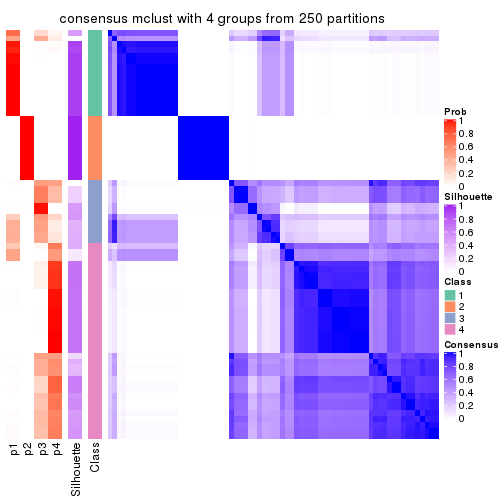 consensus mclust with 4 groups from 250 partitions
Prob
1
0.8
0.6
0.4
0.2
0
Silhouette
1
0.8
0.6
0.4
0.2
0
Class
1
2
3
4
Consensus
1
0.8
0.6
0.4
0.2
0
p1
p2
p3
p4
Silhouette
Class